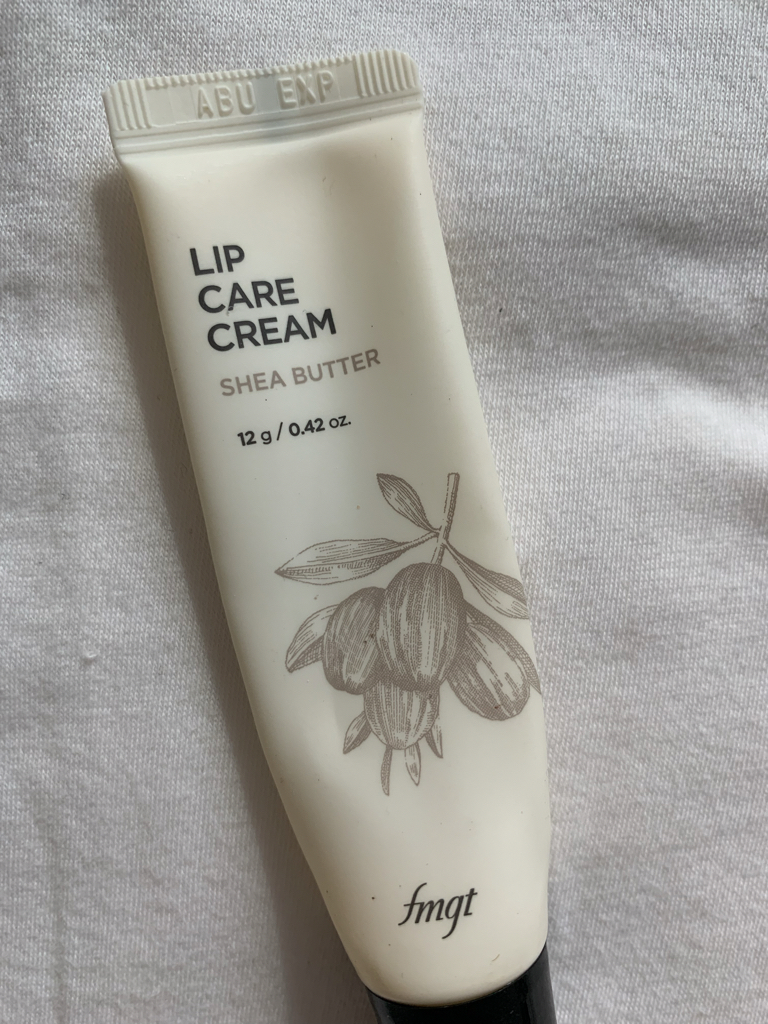 ABU EXP
LIP
CARE
CREAM
SHEA BUTTER
12 g / 0.42 oz.
fmgt